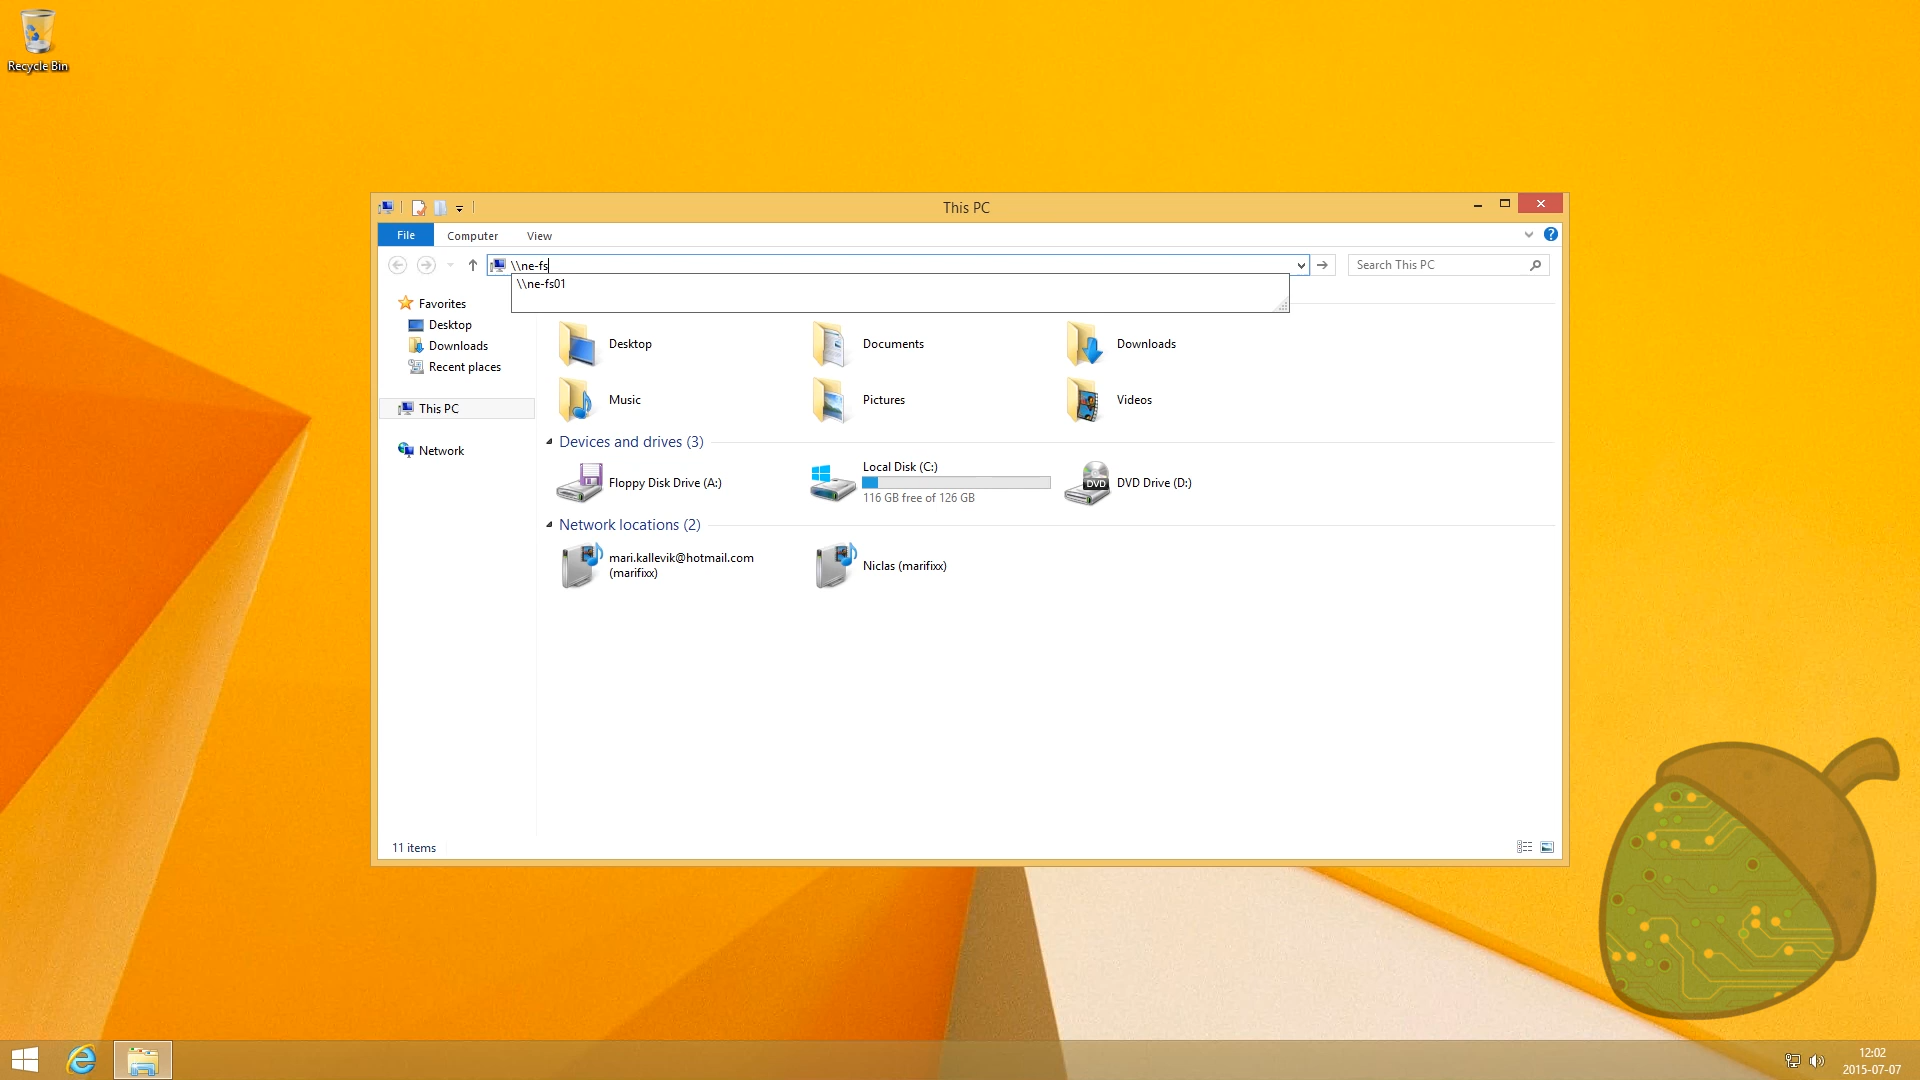 Recycle Bin
This PC
File
Computer
View
\\ne-fs
Search This PC
\\ne-fs01
Favorites
Desktop
Downloads
Recent places
This PC
Network
Desktop
Documents
Downloads
Music
Pictures
Videos
Devices and drives (3)
Floppy Disk Drive (A:)
Local Disk (C:)
116 GB free of 126 GB
DVD
DVD Drive (D:)
Network locations (2)
mari.kallevik@hotmail.com
(marifixx)
Niclas (marifixx)
11 items
12:02
2015-07-07